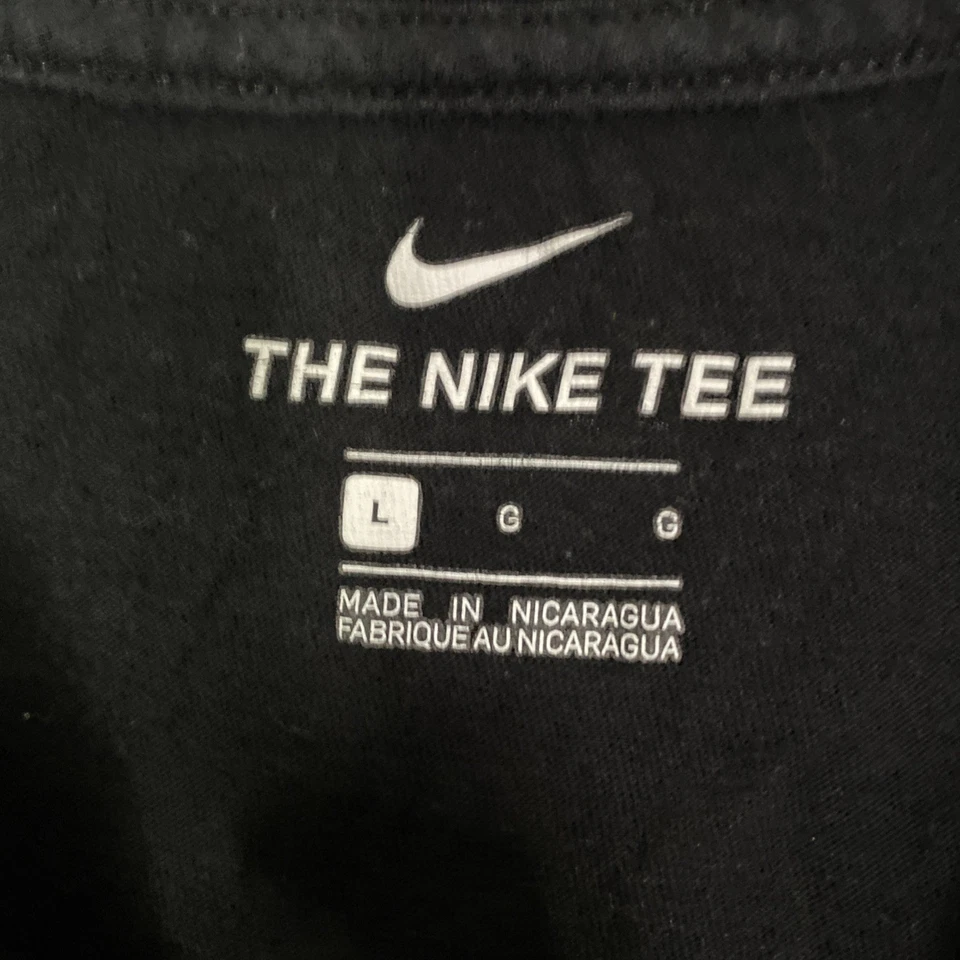 THE NIKE TEE
L G G
MADE IN NICARAGUA
FABRIQUE AU NICARAGUA